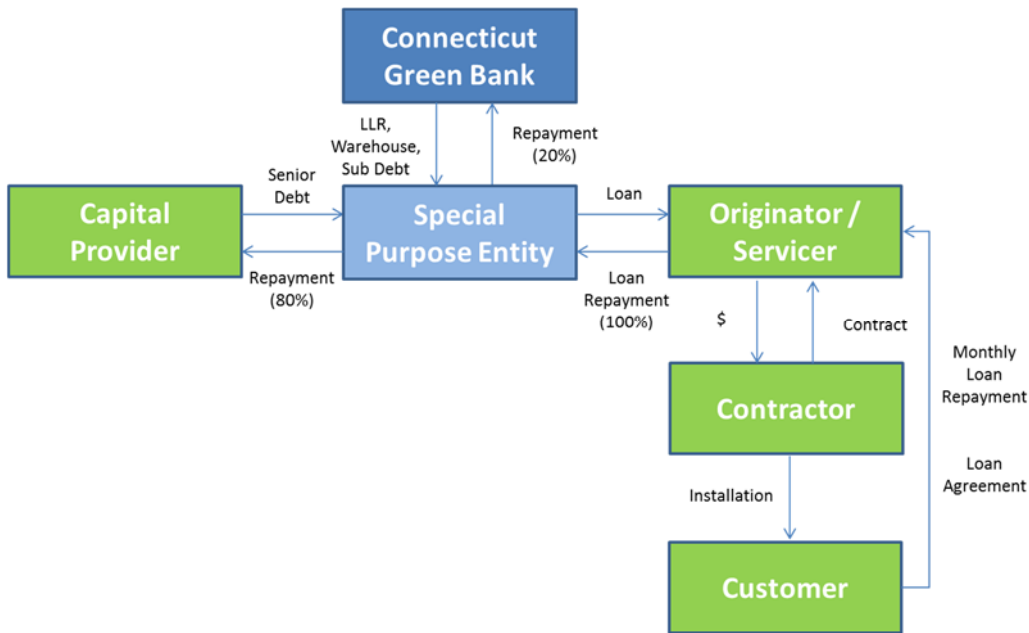 Connecticut
Green Bank
LLR,
Warehouse,
Sub Debt
Repayment
(20%)
Senior
Debt
Loan
Capital
Provider
Special
Purpose Entity
Originator /
Servicer
Repayment
(80%)
Loan
Repayment
(100%)
$
Contract
Monthly
Loan
Repayment
Contractor
Loan
Agreement
Installation
Customer